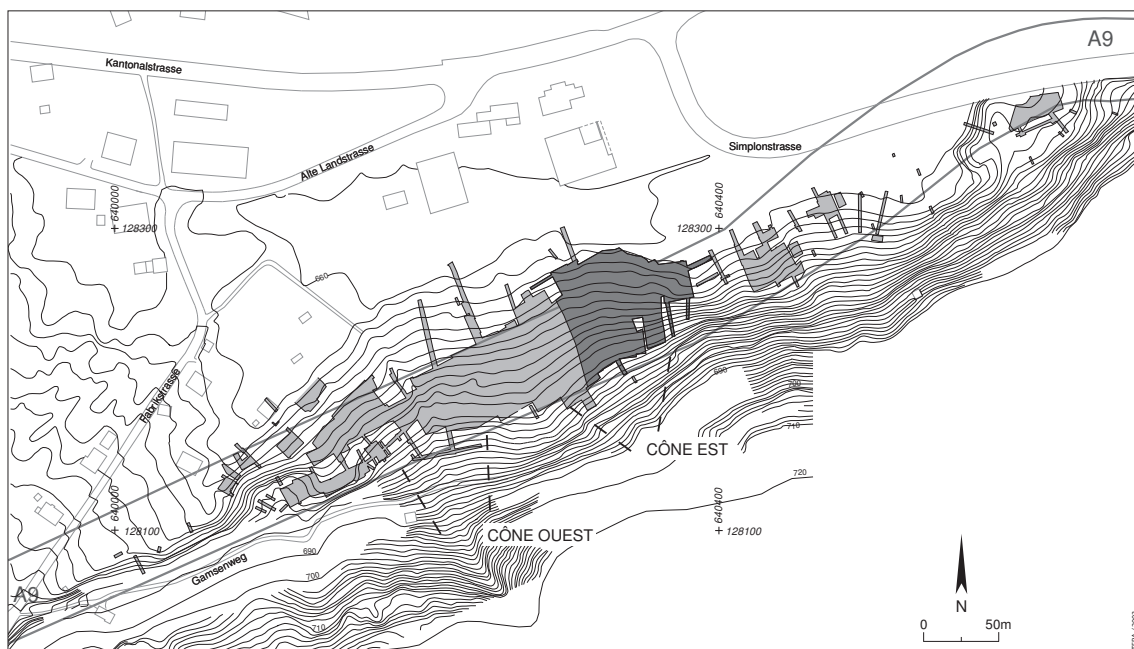 A9
Kantonalstrasse
Alte Landstrasse
Simplonstrasse
640000
+ 128300
640400
128300 +
660
Fabrikstrasse
690
700
710
CÔNE EST
720
640000
+ 128100
640400
+ 128100
CÔNE OUEST
690
Gamsenweg
700
A9
710
N
0 50m